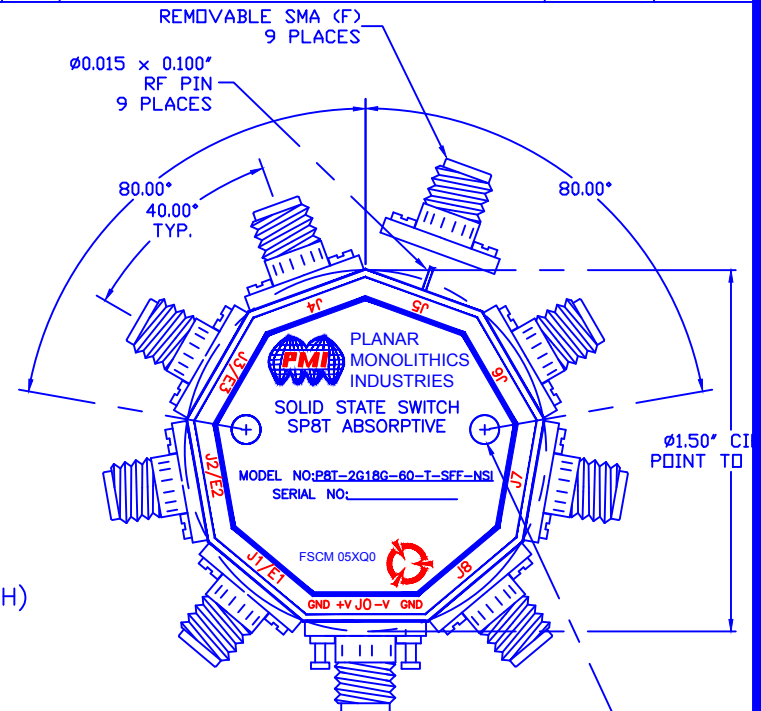 REMOVABLE SMA (F)
9 PLACES
Ø0.015 x 0.100"
RF PIN
9 PLACES
80.00°
40.00°
TYP.
80.00°
J4
J5
J3/E3
J6
PMI
PLANAR
MONOLITHICS
INDUSTRIES
SOLID STATE SWITCH
SP8T ABSORPTIVE
Ø1.50"
POINT TO
J2/E2
J7
MODEL NO:P8T-2G18G-60-T-SFF-NSI
SERIAL NO:
J1/E1
FSCM 05XQ0
J8
H)
GND +V J0 -V GND